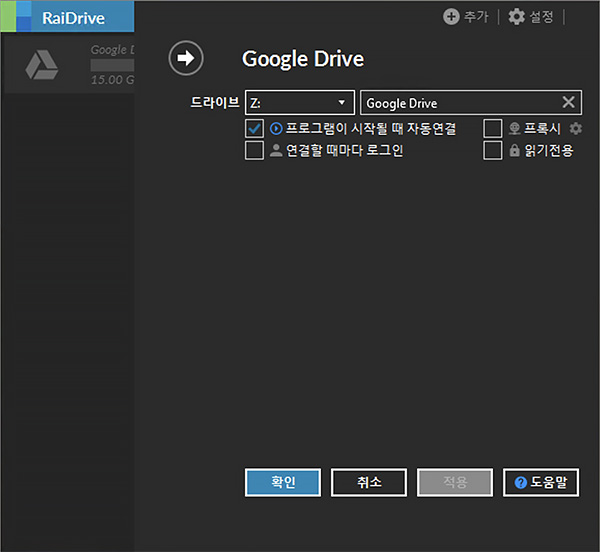 RaiDrive
추가
설정
Google D
15.00 G
Google Drive
드라이브 Z: Google Drive
프로그램이 시작될 때 자동연결 프록시
연결할 때마다 로그인 읽기전용
확인 취소 적용 도움말